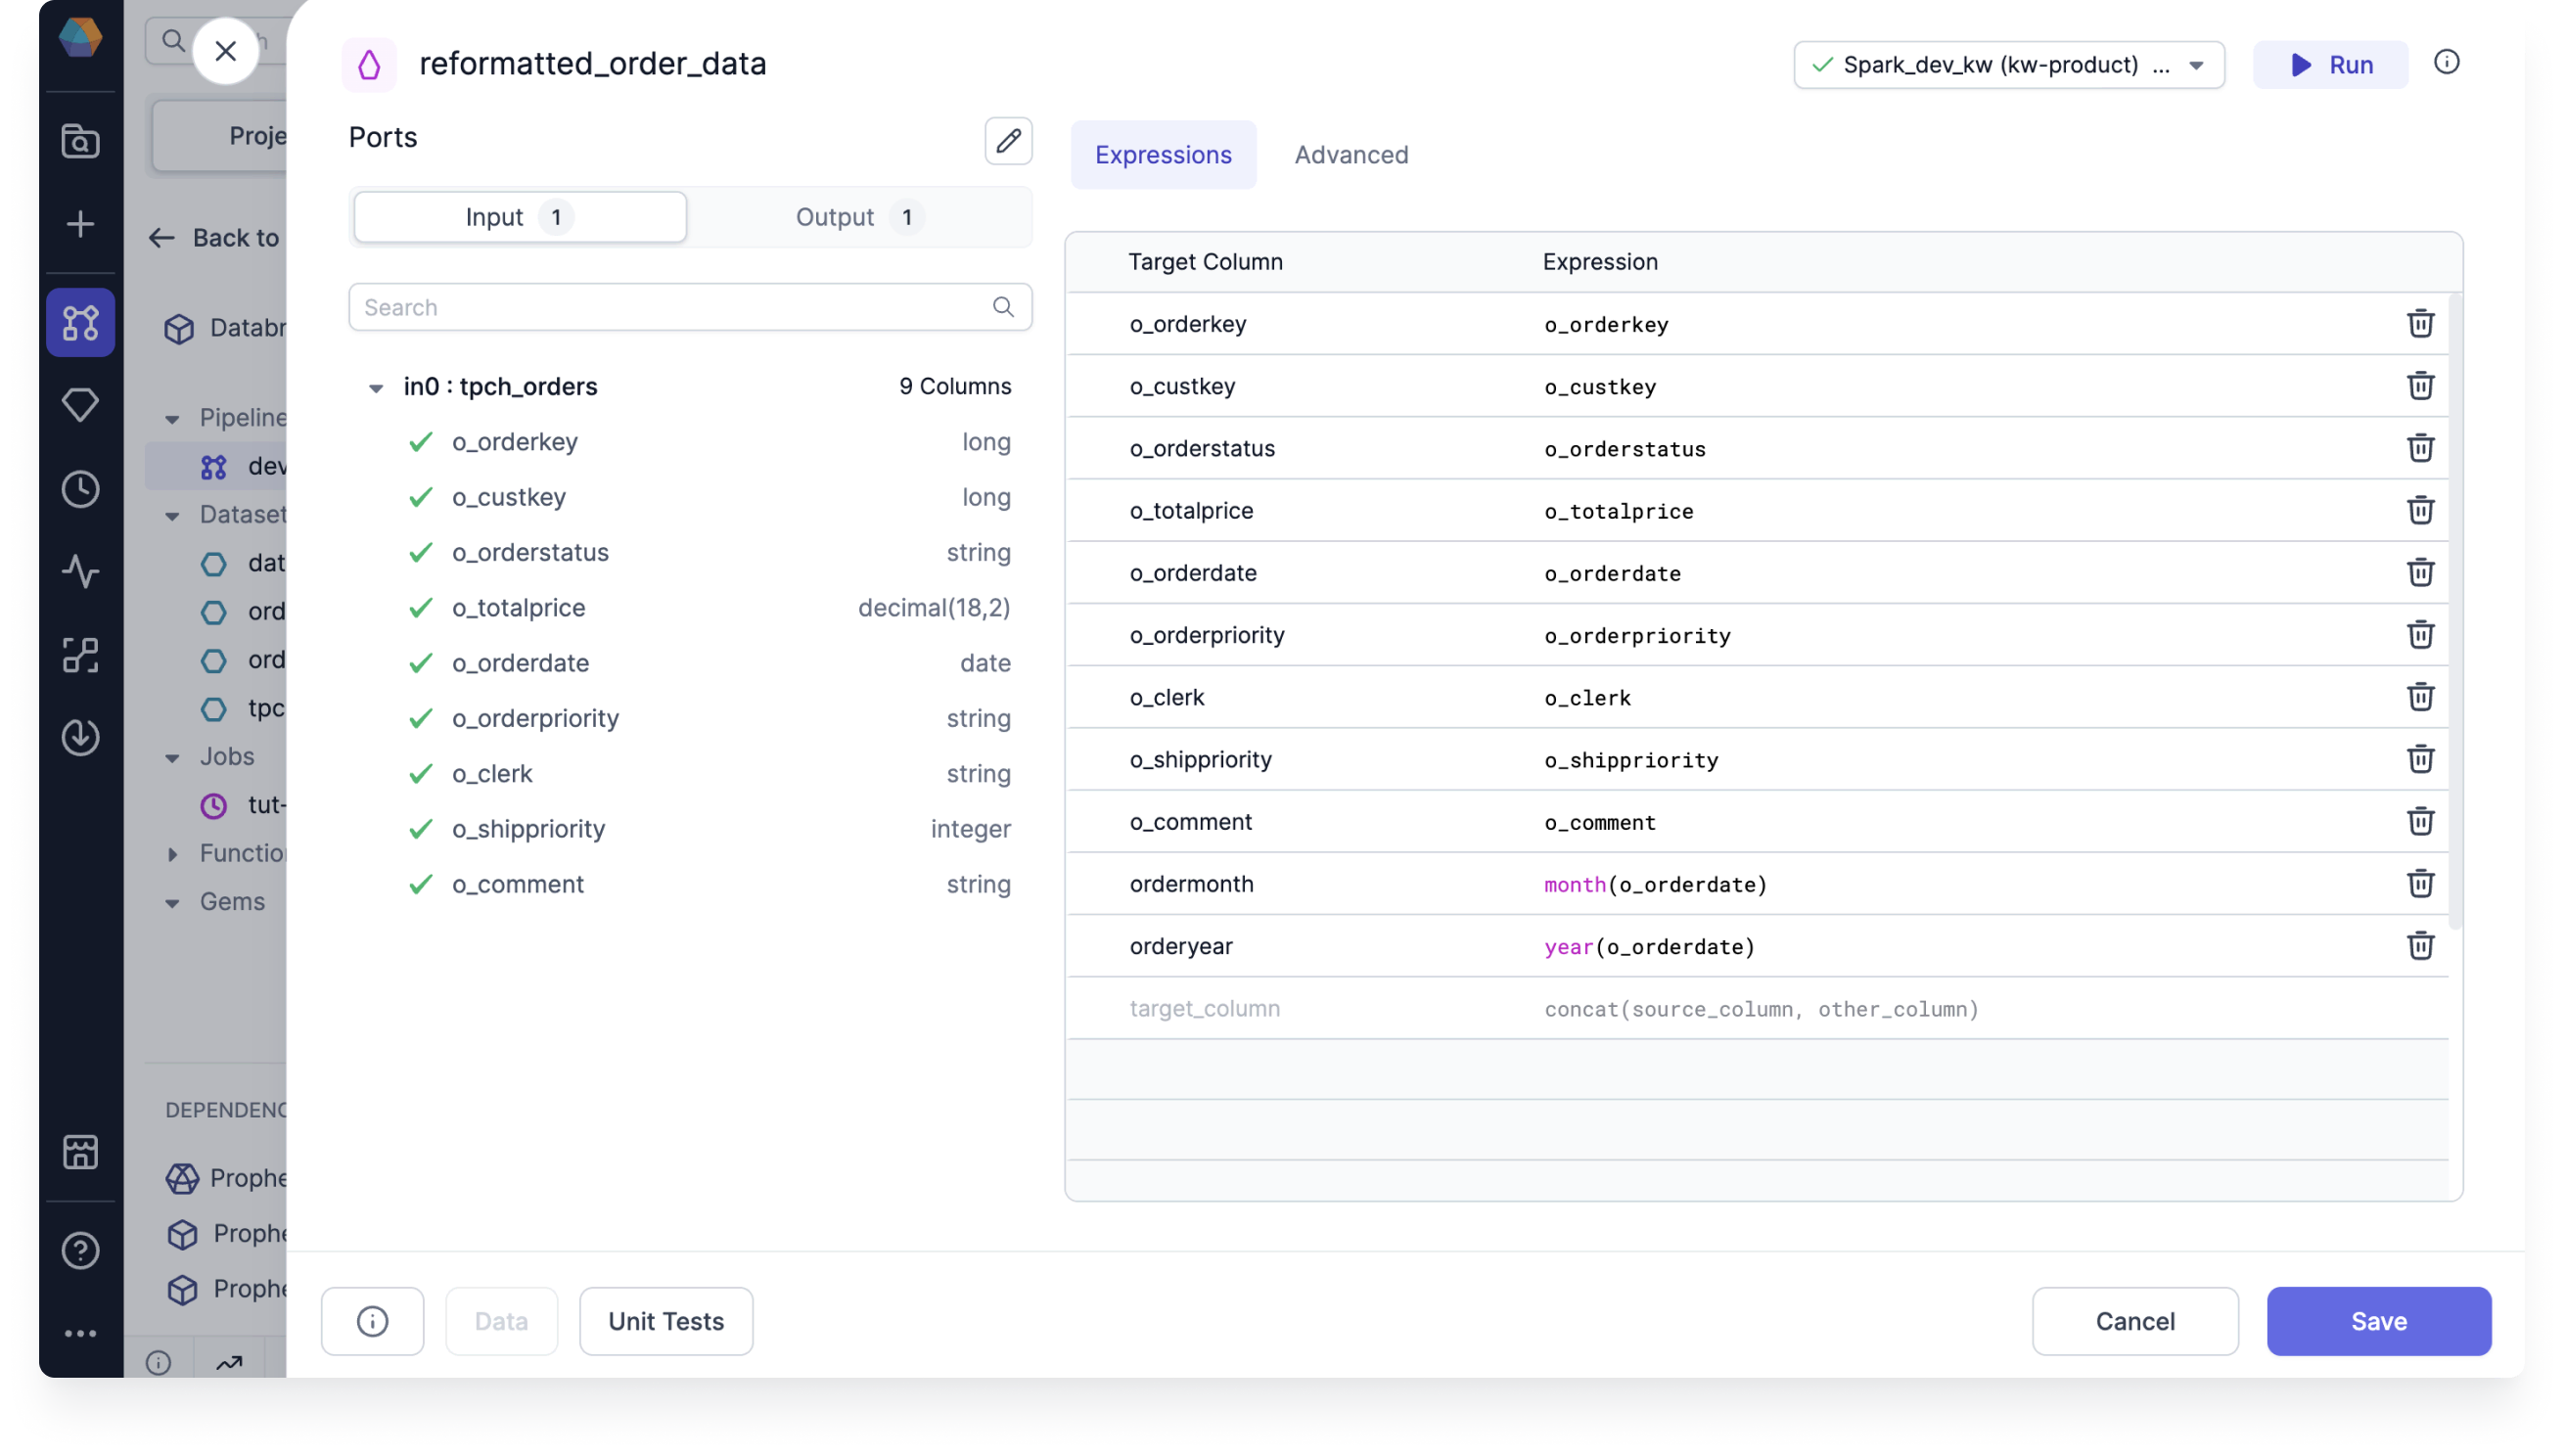 reformatted_order_data
Spark_dev_kw (kw-product) ...
Run
Proje
Back to
Databr
Pipeline
dev
Dataset
dat
ord
ord
tpc
Jobs
tut-
Functio
Gems
DEPENDENC
Prophe
Prophe
Prophe
Ports
Input 1
Output 1
Search
in0 : tpch_orders 9 Columns
o_orderkey long
o_custkey long
o_orderstatus string
o_totalprice decimal(18,2)
o_orderdate date
o_orderpriority string
o_clerk string
o_shippriority integer
o_comment string
Expressions
Advanced
Target Column Expression
o_orderkey o_orderkey
o_custkey o_custkey
o_orderstatus o_orderstatus
o_totalprice o_totalprice
o_orderdate o_orderdate
o_orderpriority o_orderpriority
o_clerk o_clerk
o_shippriority o_shippriority
o_comment o_comment
ordermonth month(o_orderdate)
orderyear year(o_orderdate)
target_column concat(source_column, other_column)
Data
Unit Tests
Cancel
Save